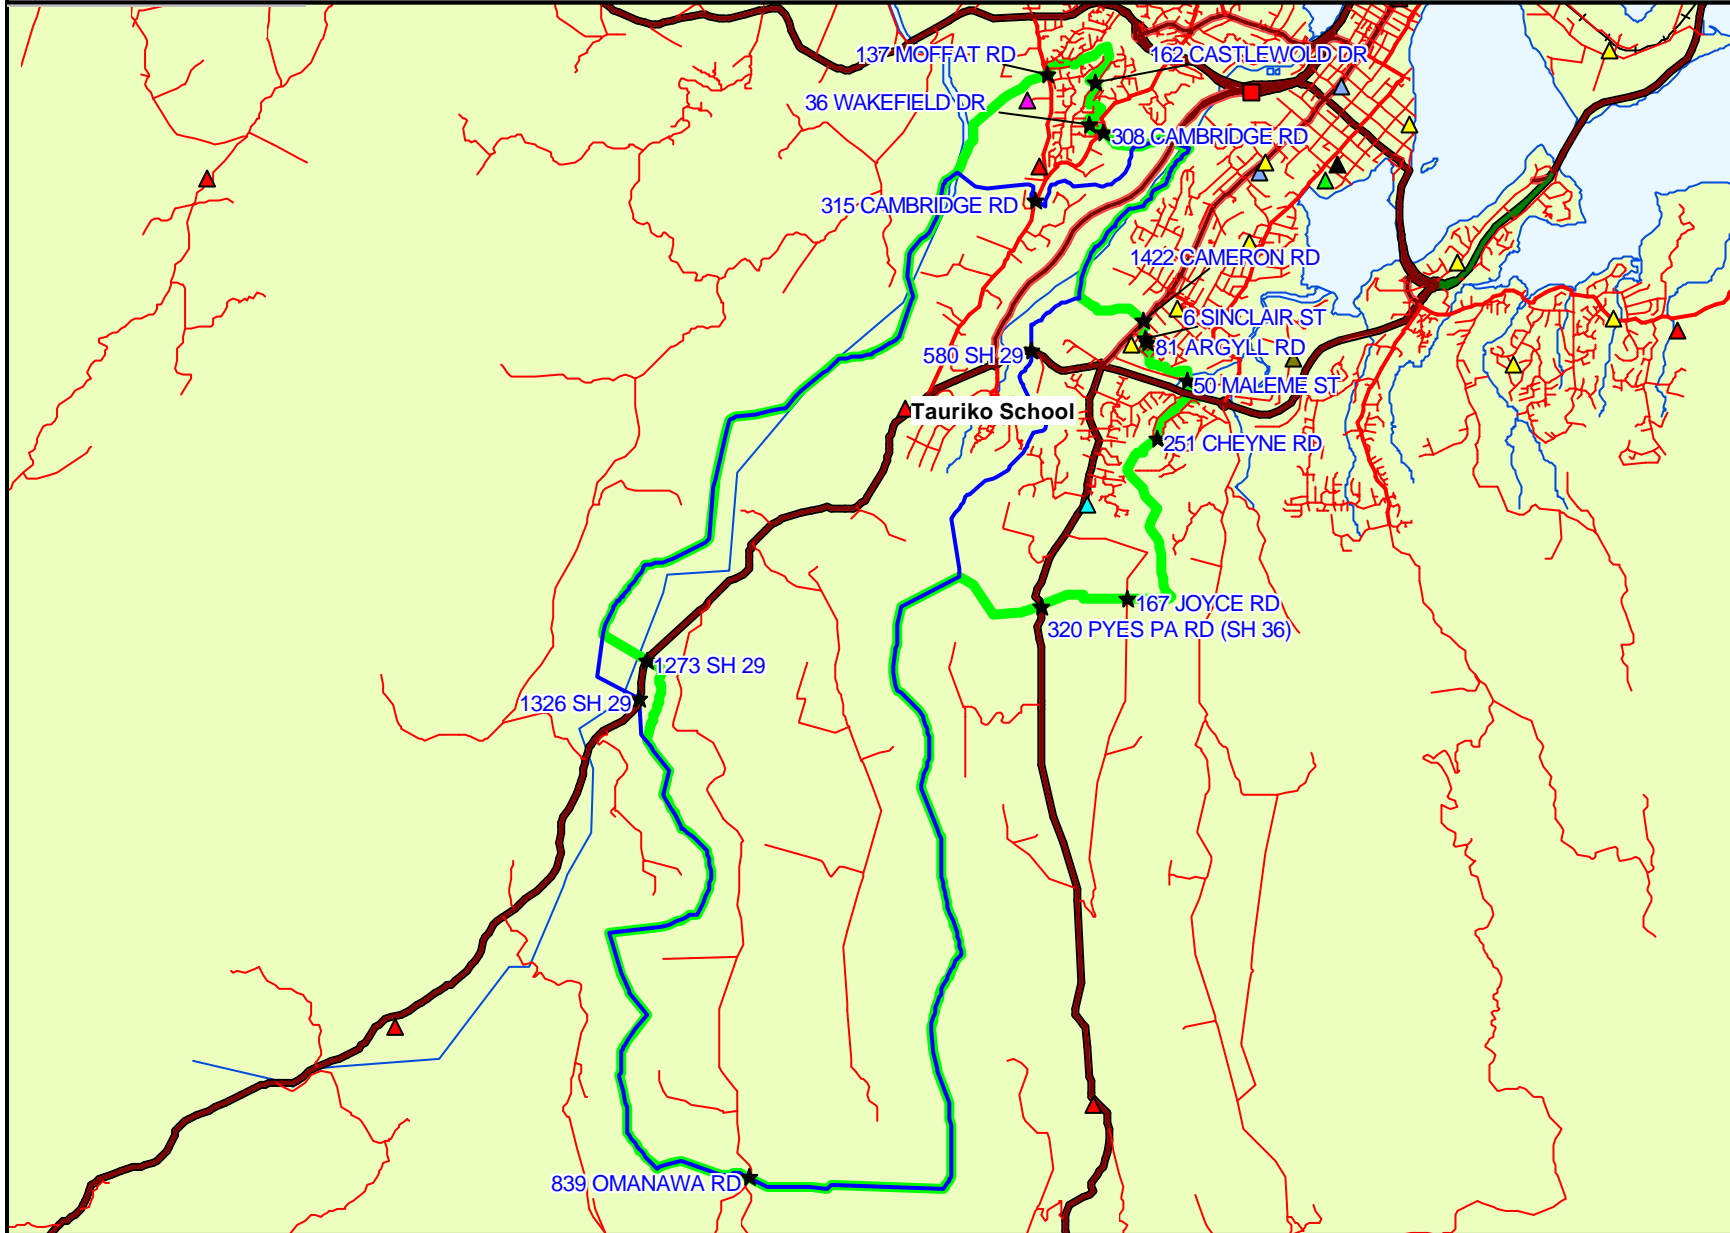 137 MOFFAT RD
162 CASTLEWOLD DR
36 WAKEFIELD DR
308 CAMBRIDGE RD
315 CAMBRIDGE RD
1422 CAMERON RD
6 SINCLAIR ST
580 SH 29
81 ARGYLL RD
50 MALEME ST
Tauriko School
251 CHEYNE RD
167 JOYCE RD
320 PYES PA RD (SH 36)
1273 SH 29
1326 SH 29
839 OMANAWA RD